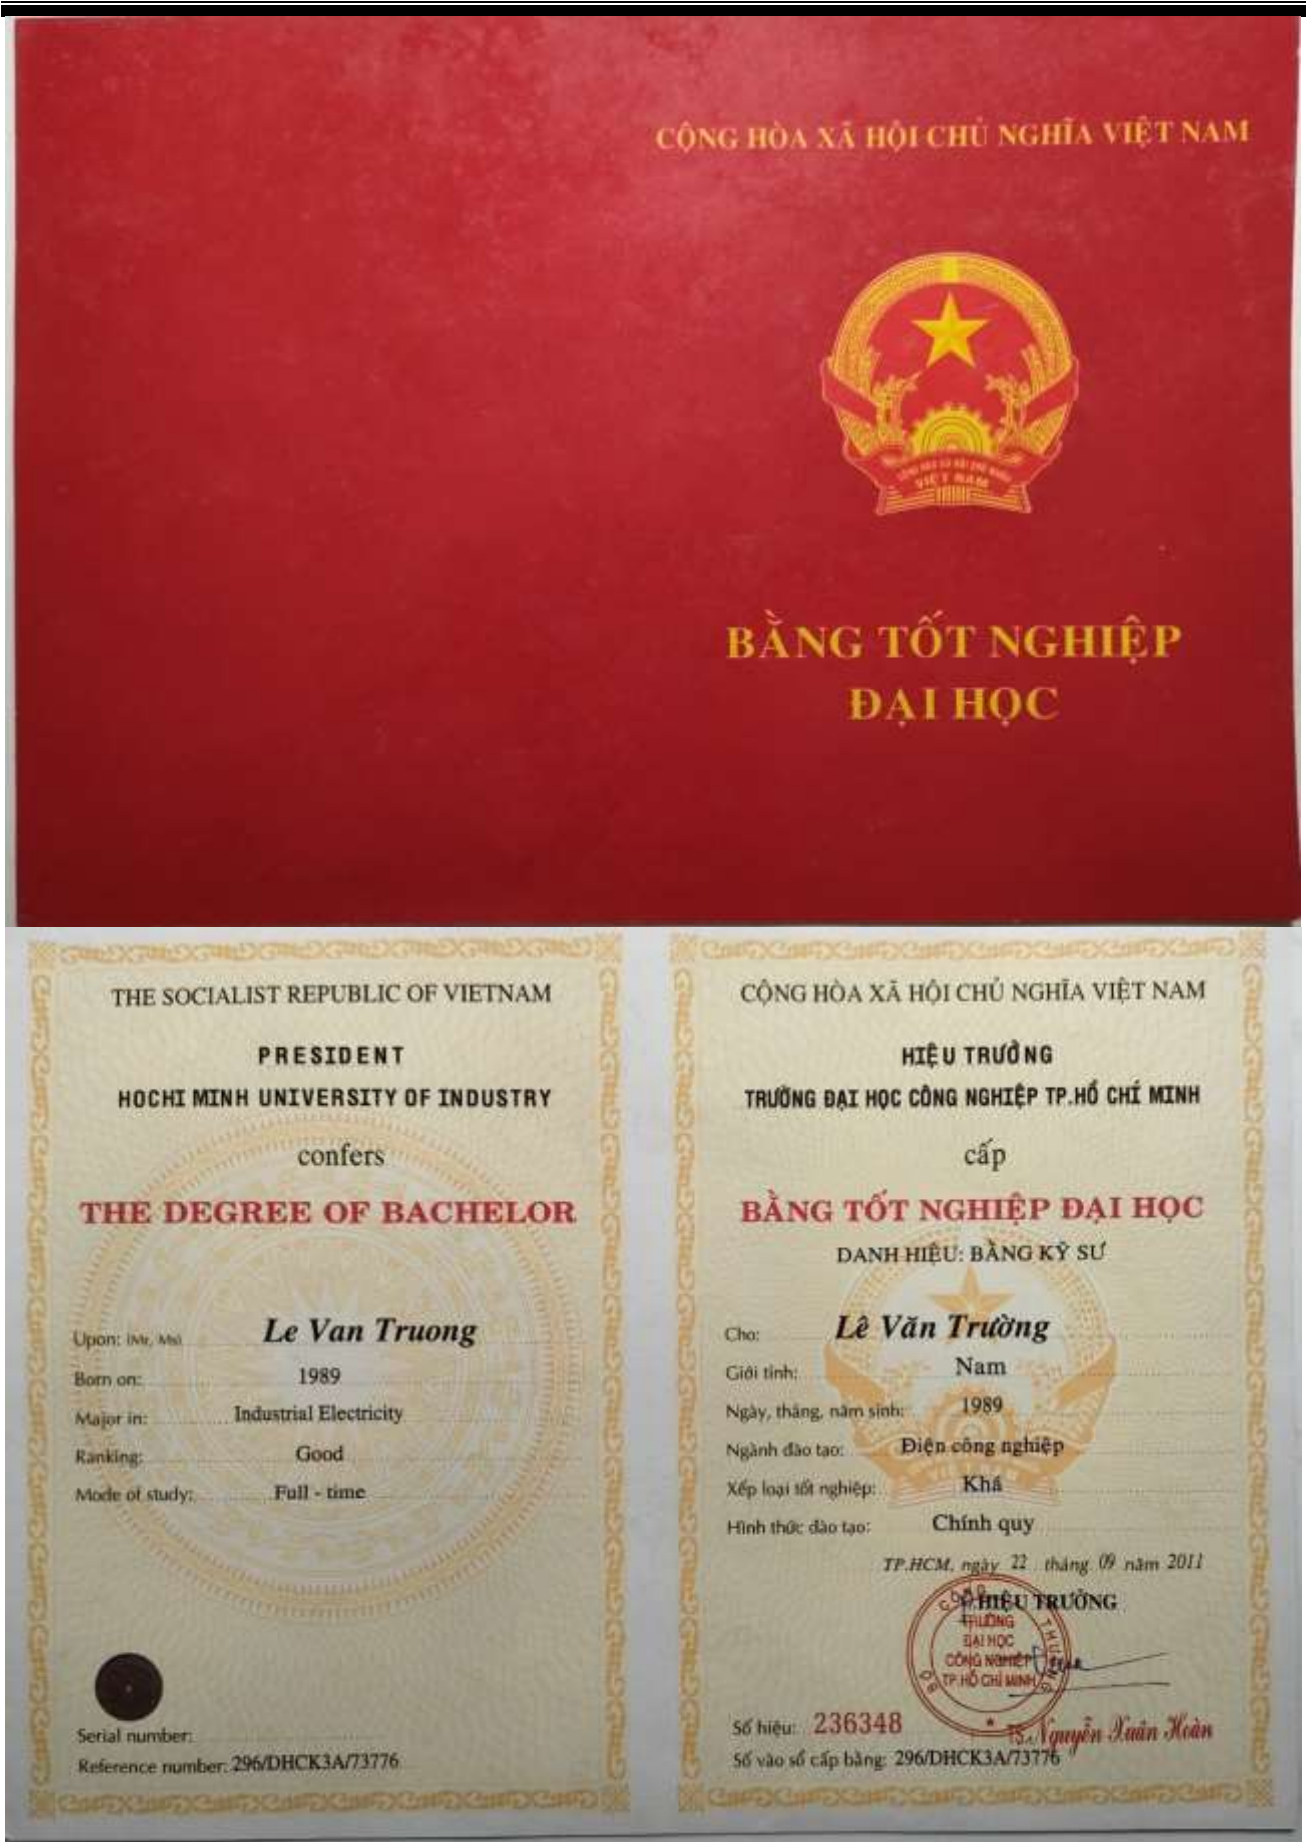 CỘNG HÒA XÃ HỘI CHỦ NGHĨA VIỆT NAM
VIỆT NAM
BẰNG TỐT NGHIỆP
ĐẠI HỌC
THE SOCIALIST REPUBLIC OF VIETNAM
PRESIDENT
HOCHI MINH UNIVERSITY OF INDUSTRY
confers
THE DEGREE OF BACHELOR
Upon: (Mr, Ms) Le Van Truong
Born on: 1989
Major in: Industrial Electricity
Ranking: Good
Mode of study: Full - time
Serial number:
Reference number: 296/DHCK3A/73776
CỘNG HÒA XÃ HỘI CHỦ NGHĨA VIỆT NAM
HIỆU TRƯỞNG
TRƯỜNG ĐẠI HỌC CÔNG NGHIỆP TP.HỒ CHÍ MINH
cấp
BẰNG TỐT NGHIỆP ĐẠI HỌC
DANH HIỆU: BẰNG KỸ SƯ
Cho: Lê Văn Trường
Giới tính: Nam
Ngày, tháng, năm sinh: 1989
Ngành đào tạo: Điện công nghiệp
Xếp loại tốt nghiệp: Khá
Hình thức đào tạo: Chính quy
TP.HCM, ngày 22 tháng 09 năm 2011
HIỆU TRƯỞNG
BỘ CÔNG THƯƠNG
TRƯỜNG
ĐẠI HỌC
CÔNG NGHIỆP
TP.HỒ CHÍ MINH
TS. Nguyễn Xuân Hoàn
Số hiệu: 236348
Số vào sổ cấp bằng: 296/DHCK3A/73776